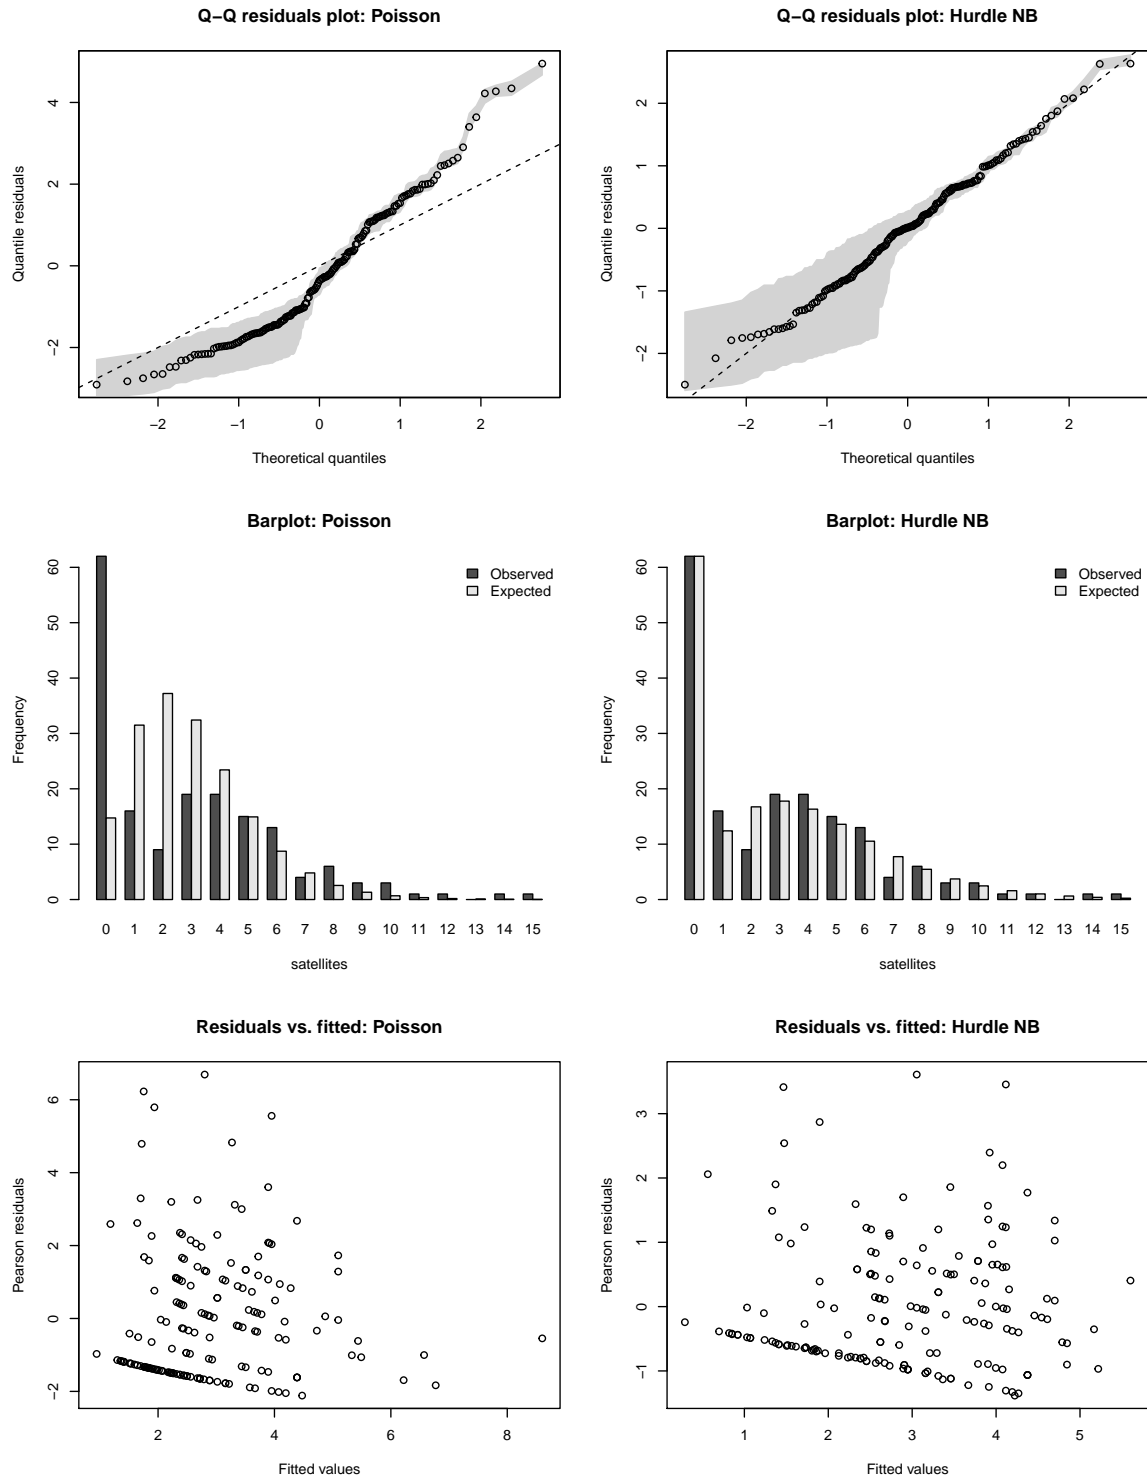 Q−Q residuals plot: Poisson
Quantile residuals
4
2
0
−2
−2 −1 0 1 2
Theoretical quantiles
Q−Q residuals plot: Hurdle NB
Quantile residuals
2
1
0
−1
−2
−2 −1 0 1 2
Theoretical quantiles
Barplot: Poisson
Frequency
60
50
40
30
20
10
0
Observed
Expected
0 1 2 3 4 5 6 7 8 9 10 11 12 13 14 15
satellites
Barplot: Hurdle NB
Frequency
60
50
40
30
20
10
0
Observed
Expected
0 1 2 3 4 5 6 7 8 9 10 11 12 13 14 15
satellites
Residuals vs. fitted: Poisson
Pearson residuals
6
4
2
0
−2
2 4 6 8
Fitted values
Residuals vs. fitted: Hurdle NB
Pearson residuals
3
2
1
0
−1
1 2 3 4 5
Fitted values